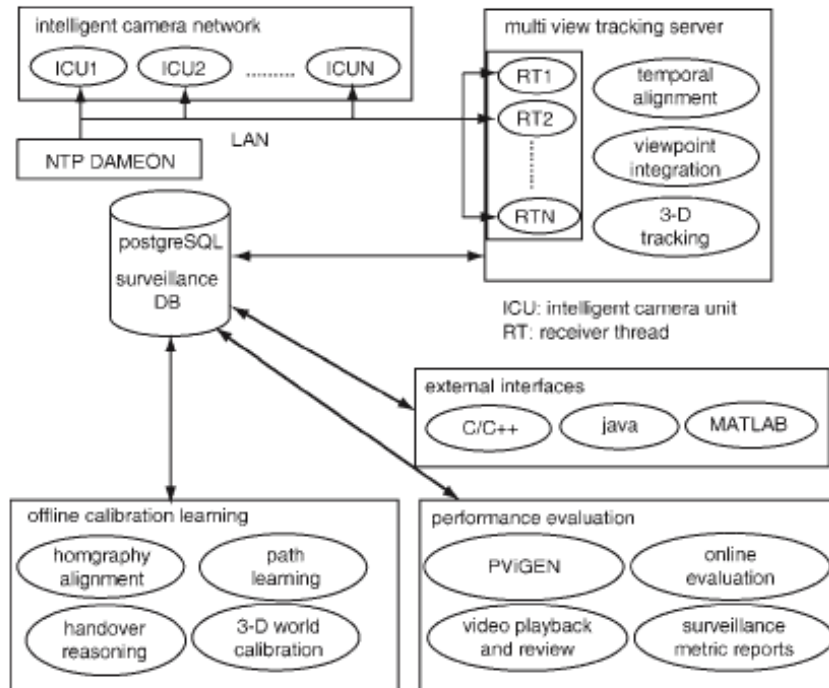 intelligent camera network
ICU1 ICU2 ......... ICUN
LAN
NTP DAMEON
multi view tracking server
RT1
RT2
RTN
temporal
alignment
viewpoint
integration
3-D
tracking
postgreSQL
surveillance
DB
ICU: intelligent camera unit
RT: receiver thread
external interfaces
C/C++ java MATLAB
offline calibration learning
homgraphy
alignment
path
learning
handover
reasoning
3-D world
calibration
performance evaluation
PViGEN
online
evaluation
video playback
and review
surveillance
metric reports